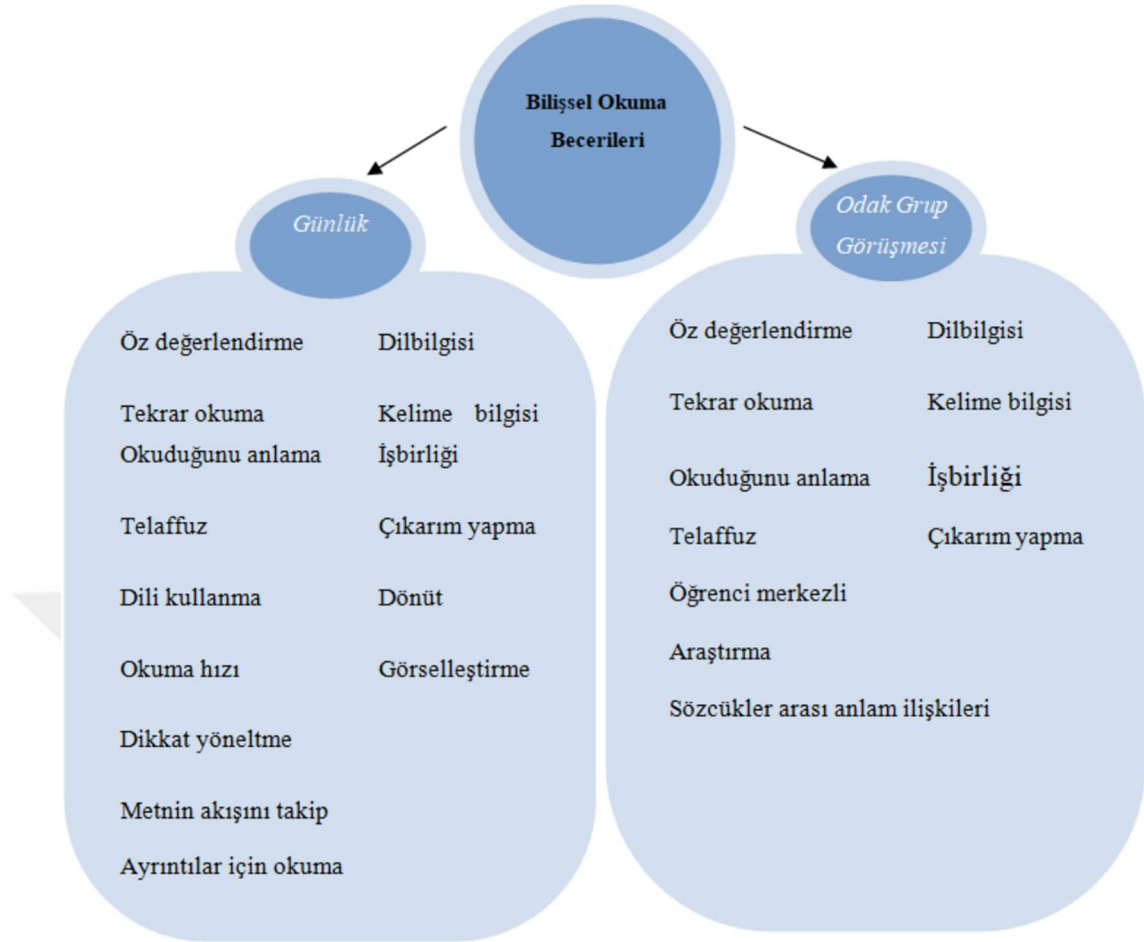 Bilişsel Okuma
Becerileri
Günlük
Öz değerlendirme Dilbilgisi
Tekrar okuma Kelime bilgisi
Okuduğunu anlama İşbirliği
Telaffuz Çıkarım yapma
Dili kullanma Dönüt
Okuma hızı Görselleştirme
Dikkat yöneltme
Metnin akışını takip
Ayrıntılar için okuma
Odak Grup
Görüşmesi
Öz değerlendirme Dilbilgisi
Tekrar okuma Kelime bilgisi
Okuduğunu anlama İşbirliği
Telaffuz Çıkarım yapma
Öğrenci merkezli
Araştırma
Sözcükler arası anlam ilişkileri